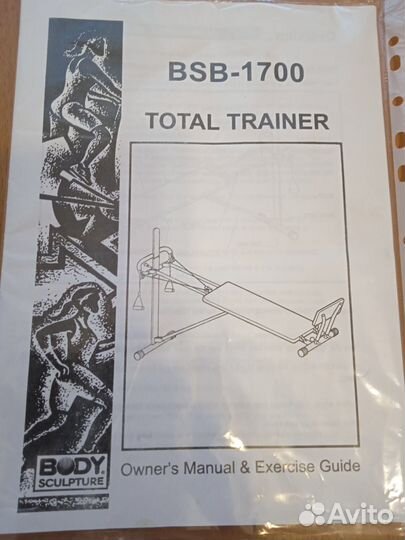 BSB-1700
TOTAL TRAINER
BODY
SCULPTURE
Owner's Manual & Exercise Guide
Avito